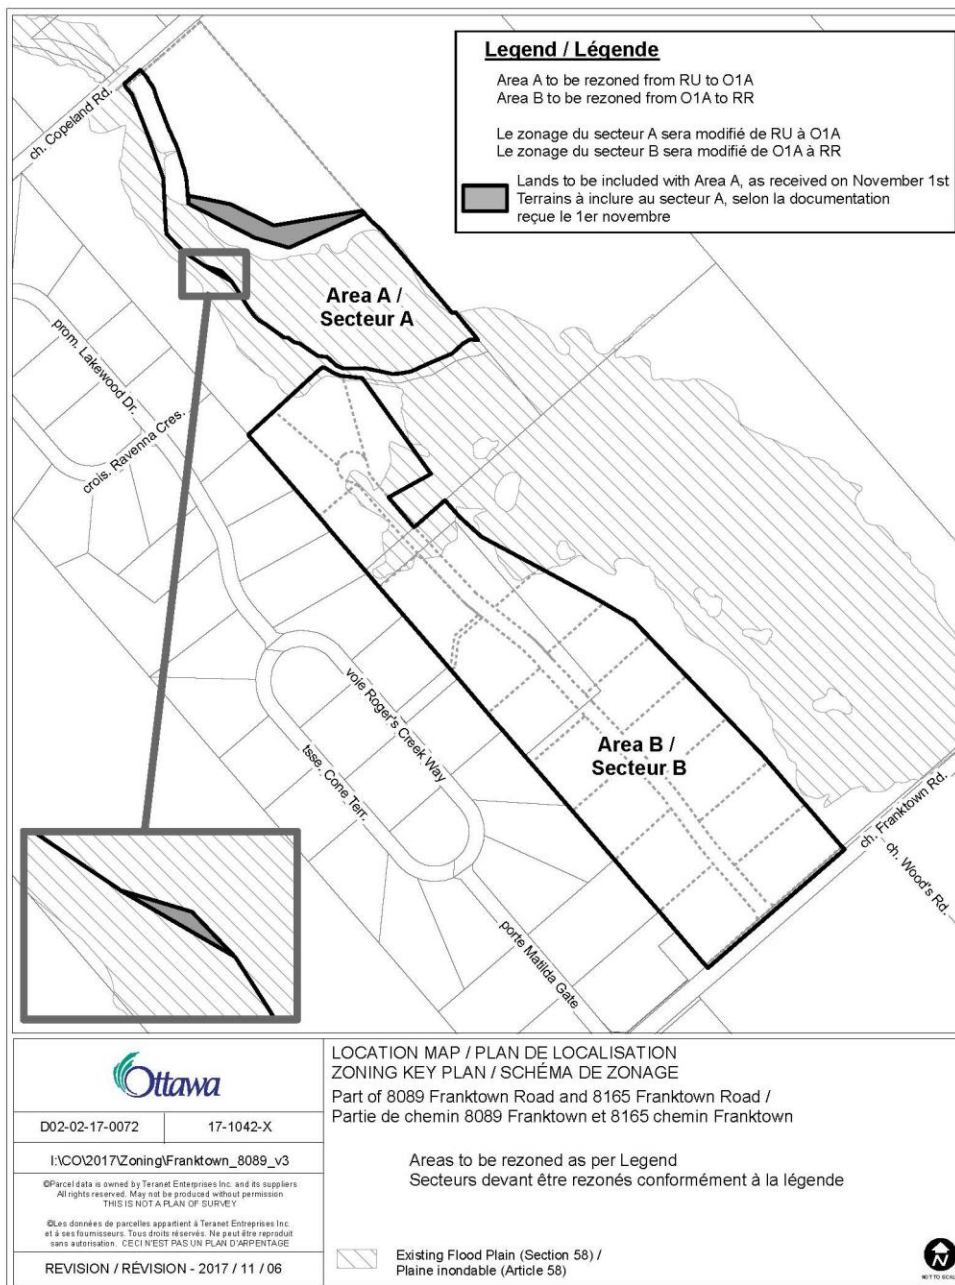 Legend / Légende
Area A to be rezoned from RU to O1A
Area B to be rezoned from O1A to RR
Le zonage du secteur A sera modifié de RU à O1A
Le zonage du secteur B sera modifié de O1A à RR
Lands to be included with Area A, as received on November 1st
Terrains à inclure au secteur A, selon la documentation
reçue le 1er novembre
ch. Copeland Rd.
Area A /
Secteur A
prom. Lakewood Dr.
crois. Ravenna Cres.
voie Roger's Creek Way
tsse. Cone Terr.
Area B /
Secteur B
ch. Franktown Rd.
ch. Wood's Rd.
porte Matilda Gate
Ottawa
D02-02-17-0072
17-1042-X
I:\CO\2017\Zoning\Franktown_8089_v3
©Parcel data is owned by Teranet Enterprises Inc. and its suppliers
All rights reserved. May not be produced without permission
THIS IS NOT A PLAN OF SURVEY
©Les données de parcelles appartient à Teranet Entreprises Inc.
et à ses fournisseurs. Tous droits réservés. Ne peut être reproduit
sans autorisation. CECI N'EST PAS UN PLAN D'ARPENTAGE
REVISION / RÉVISION - 2017 / 11 / 06
LOCATION MAP / PLAN DE LOCALISATION
ZONING KEY PLAN / SCHÉMA DE ZONAGE
Part of 8089 Franktown Road and 8165 Franktown Road /
Partie de chemin 8089 Franktown et 8165 chemin Franktown
Areas to be rezoned as per Legend
Secteurs devant être rezonés conformément à la légende
Existing Flood Plain (Section 58) /
Plaine inondable (Article 58)
N
NOT TO SCALE